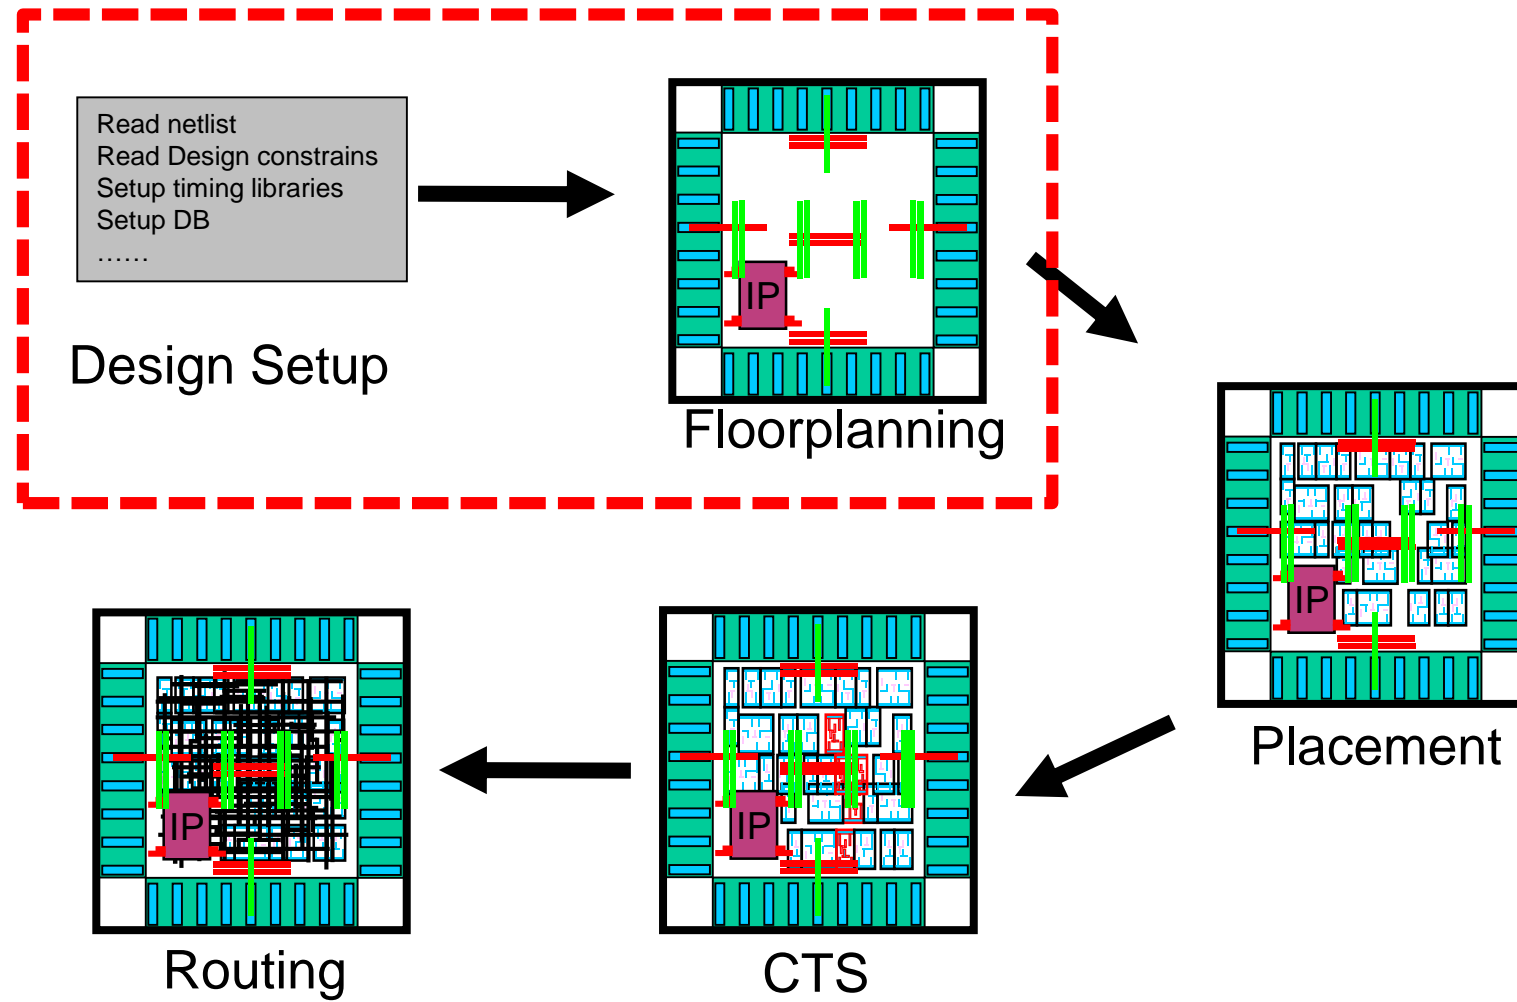 Read netlist
Read Design constrains
Setup timing libraries
Setup DB
……
Design Setup
IP
Floorplanning
IP
Placement
IP
CTS
IP
Routing